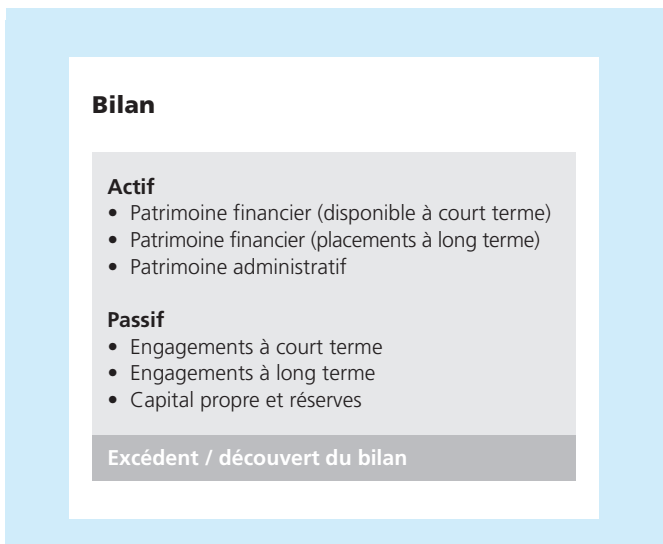 Bilan
Actif
• Patrimoine financier (disponible à court terme)
• Patrimoine financier (placements à long terme)
• Patrimoine administratif
Passif
• Engagements à court terme
• Engagements à long terme
• Capital propre et réserves
Excédent / découvert du bilan